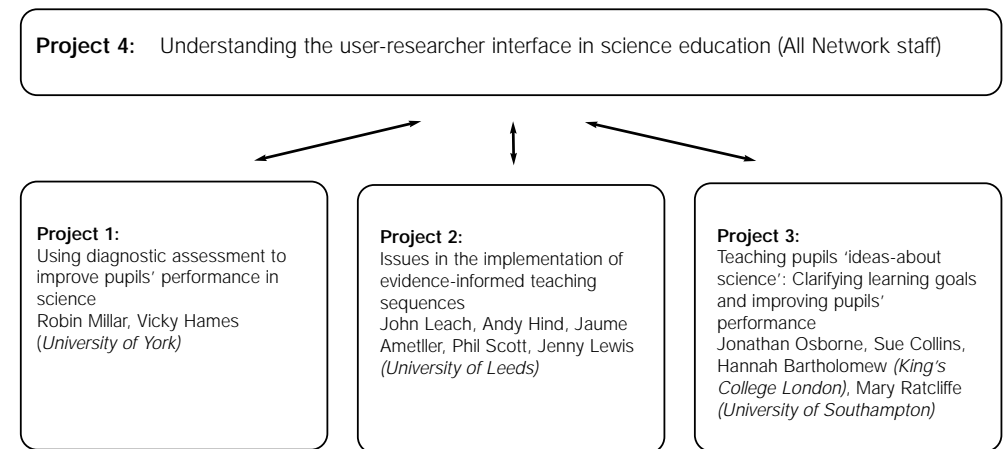 Project 4: Understanding the user-researcher interface in science education (All Network staff)
Project 1:
Using diagnostic assessment to
improve pupils’ performance in
science
Robin Millar, Vicky Hames
(University of York)
Project 2:
Issues in the implementation of
evidence-informed teaching
sequences
John Leach, Andy Hind, Jaume
Ametller, Phil Scott, Jenny Lewis
(University of Leeds)
Project 3:
Teaching pupils ‘ideas-about
science’: Clarifying learning goals
and improving pupils’
performance
Jonathan Osborne, Sue Collins,
Hannah Bartholomew (King’s
College London), Mary Ratcliffe
(University of Southampton)